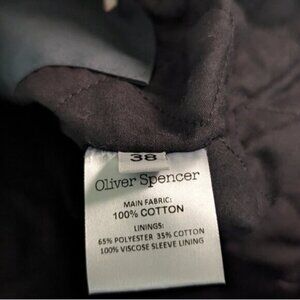 38
Oliver Spencer
MAIN FABRIC:
100% COTTON
LININGS:
65% POLYESTER 35% COTTON
100% VISCOSE SLEEVE LINING